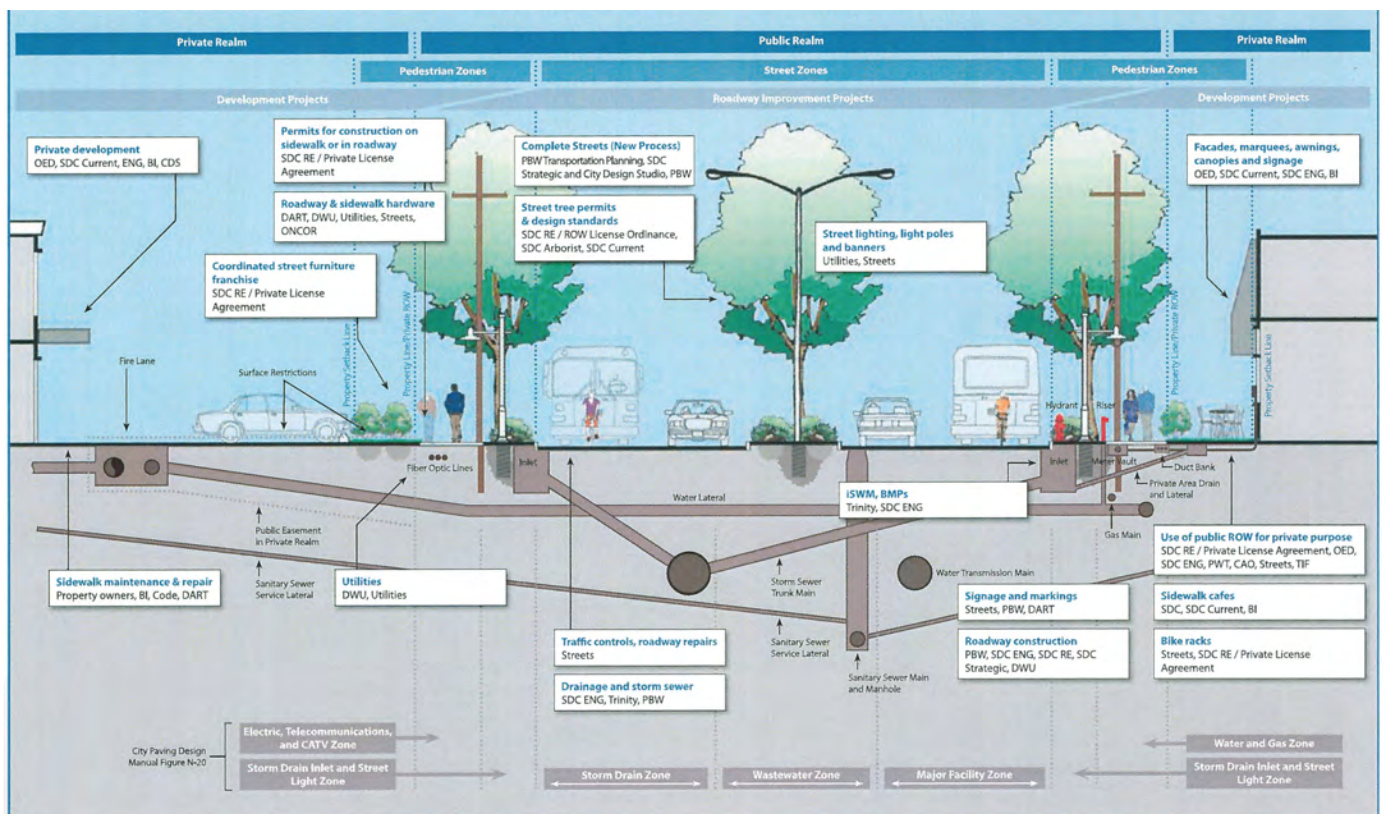 Private Realm
Public Realm
Private Realm
Pedestrian Zones
Street Zones
Pedestrian Zones
Development Projects
Roadway Improvement Projects
Development Projects
Private development
OED, SDC Current, ENG, BI, CDS
Permits for construction on
sidewalk or in roadway
SDC RE / Private License
Agreement
Roadway & sidewalk hardware
DART, DWU, Utilities, Streets,
ONCOR
Coordinated street furniture
franchise
SDC RE / Private License
Agreement
Complete Streets (New Process)
PBW Transportation Planning, SDC
Strategic and City Design Studio, PBW
Street tree permits
& design standards
SDC RE / ROW License Ordinance,
SDC Arborist, SDC Current
Street lighting, light poles
and banners
Utilities, Streets
Facades, marquees, awnings,
canopies and signage
OED, SDC Current, SDC ENG, BI
Fire Lane
Surface Restrictions
Property Setback Line
Property Line/Private ROW
Hydrant
Riser
Property Line/Private ROW
Property Setback Line
Fiber Optic Lines
Inlet
Inlet
Meter Vault
Duct Bank
Private Area Drain
and Lateral
Water Lateral
iSWM, BMPs
Trinity, SDC ENG
Gas Main
Public Easement
in Private Realm
Sanitary Sewer
Service Lateral
Sidewalk maintenance & repair
Property owners, BI, Code, DART
Utilities
DWU, Utilities
Storm Sewer
Trunk Main
Water Transmission Main
Sanitary Sewer
Service Lateral
Sanitary Sewer Main
and Manhole
Traffic controls, roadway repairs
Streets
Drainage and storm sewer
SDC ENG, Trinity, PBW
Signage and markings
Streets, PBW, DART
Roadway construction
PBW, SDC ENG, SDC RE, SDC
Strategic, DWU
Use of public ROW for private purpose
SDC RE / Private License Agreement, OED,
SDC ENG, PWT, CAO, Streets, TIF
Sidewalk cafes
SDC, SDC Current, BI
Bike racks
Streets, SDC RE / Private License
Agreement
City Paving Design
Manual Figure N-20
Electric, Telecommunications,
and CATV Zone
Storm Drain Inlet and Street
Light Zone
Storm Drain Zone
Wastewater Zone
Major Facility Zone
Water and Gas Zone
Storm Drain Inlet and Street
Light Zone